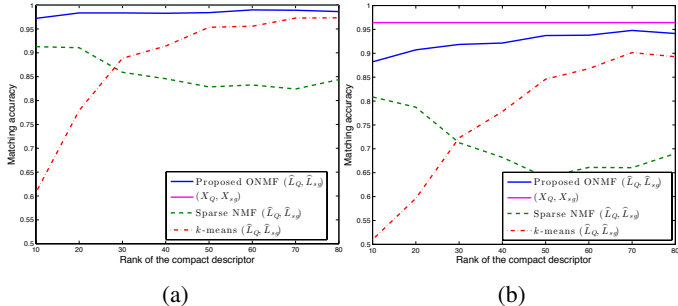 Matching accuracy
1
0.95
0.9
0.85
0.8
0.75
0.7
0.65
0.6
0.55
0.5
10 20 30 40 50 60 70 80
Rank of the compact descriptor
Proposed ONMF (L̂_Q, L̂_sg)
(X_Q, X_sg)
Sparse NMF (L̂_Q, L̂_sg)
k-means (L̂_Q, L̂_sg)
(a)
Matching accuracy
1
0.95
0.9
0.85
0.8
0.75
0.7
0.65
0.6
0.55
0.5
10 20 30 40 50 60 70 80
Rank of the compact descriptor
Proposed ONMF (L̂_Q, L̂_sg)
(X_Q, X_sg)
Sparse NMF (L̂_Q, L̂_sg)
k-means (L̂_Q, L̂_sg)
(b)